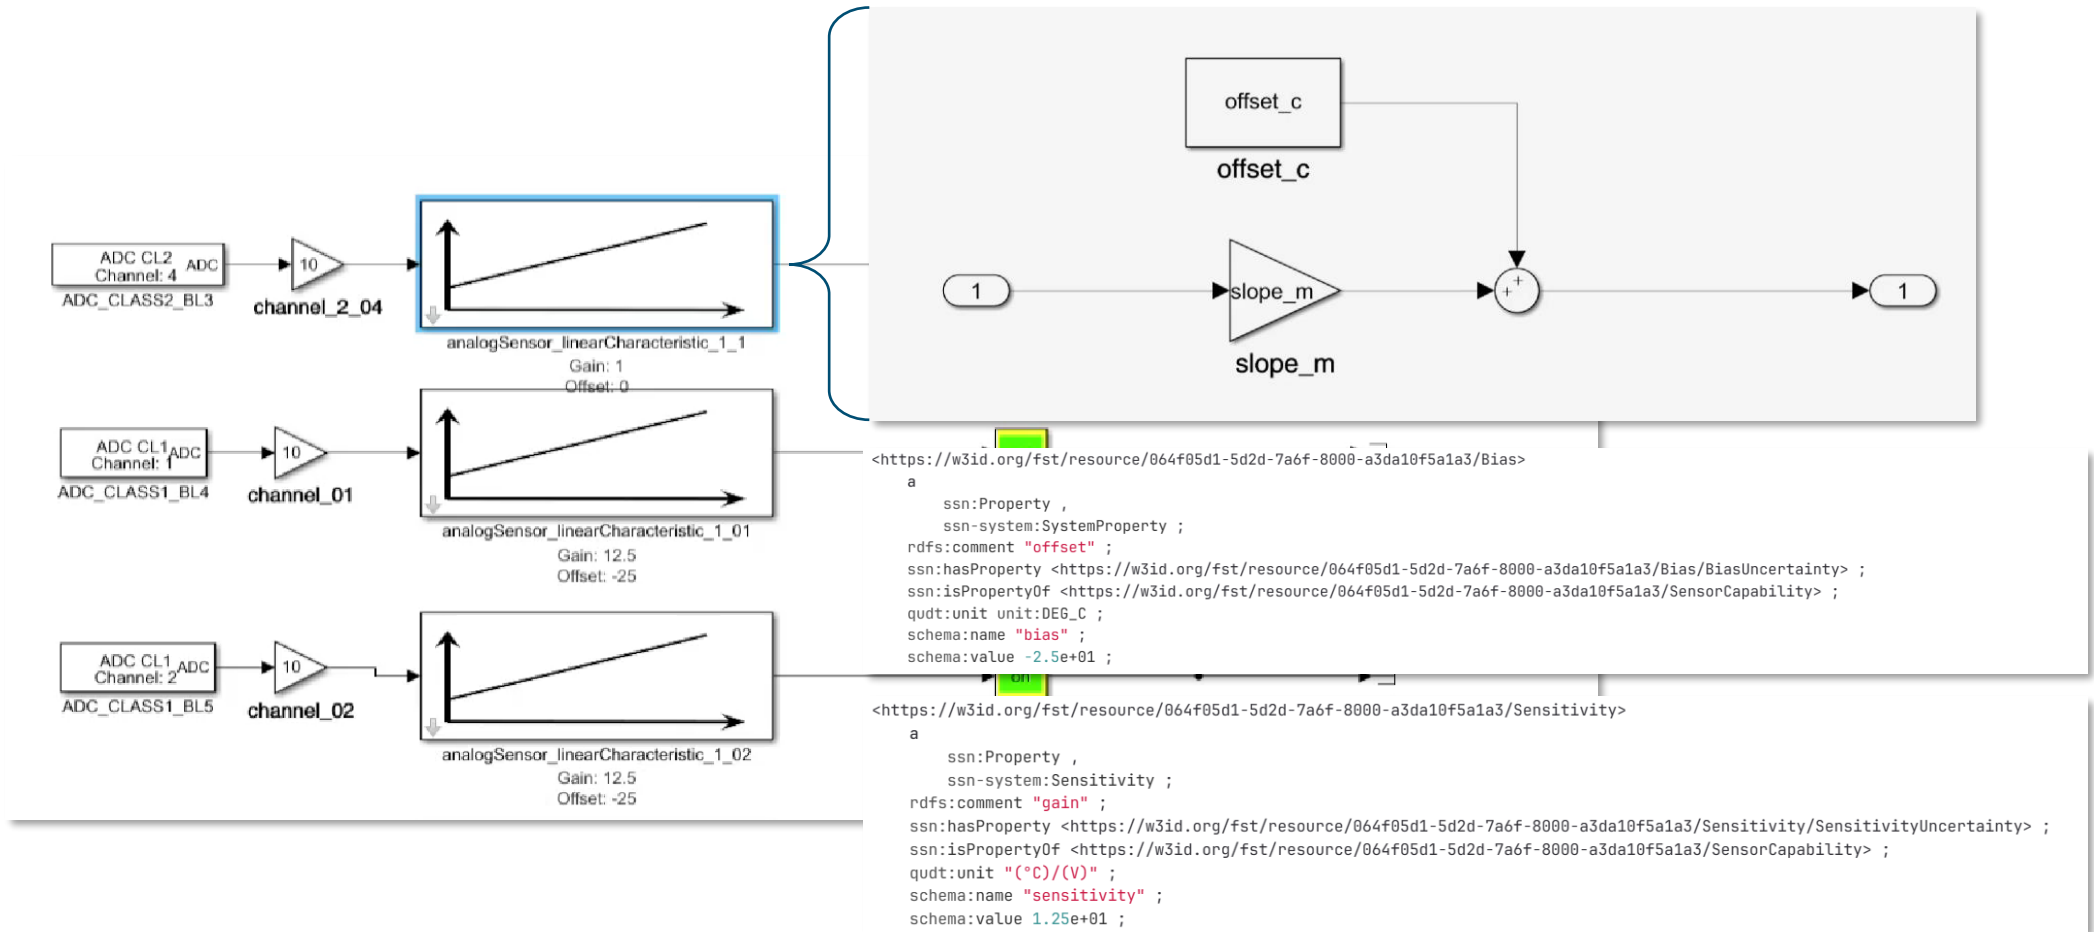 offset_c
offset_c
1
slope_m
++
1
slope_m
ADC CL2
Channel: 4
ADC
ADC_CLASS2_BL3
10
channel_2_04
analogSensor_linearCharacteristic_1_1
Gain: 1
Offset: 0
ADC CL1
Channel: 1
ADC
ADC_CLASS1_BL4
10
channel_01
analogSensor_linearCharacteristic_1_01
Gain: 12.5
Offset: -25
ADC CL1
Channel: 2
ADC
ADC_CLASS1_BL5
10
channel_02
analogSensor_linearCharacteristic_1_02
Gain: 12.5
Offset: -25
<https://w3id.org/fst/resource/064f05d1-5d2d-7a6f-8000-a3da10f5a1a3/Bias>
a
ssn:Property ,
ssn-system:SystemProperty ;
rdfs:comment "offset" ;
ssn:hasProperty <https://w3id.org/fst/resource/064f05d1-5d2d-7a6f-8000-a3da10f5a1a3/Bias/BiasUncertainty> ;
ssn:isPropertyOf <https://w3id.org/fst/resource/064f05d1-5d2d-7a6f-8000-a3da10f5a1a3/SensorCapability> ;
qudt:unit unit:DEG_C ;
schema:name "bias" ;
schema:value -2.5e+01 ;
on
<https://w3id.org/fst/resource/064f05d1-5d2d-7a6f-8000-a3da10f5a1a3/Sensitivity>
a
ssn:Property ,
ssn-system:Sensitivity ;
rdfs:comment "gain" ;
ssn:hasProperty <https://w3id.org/fst/resource/064f05d1-5d2d-7a6f-8000-a3da10f5a1a3/Sensitivity/SensitivityUncertainty> ;
ssn:isPropertyOf <https://w3id.org/fst/resource/064f05d1-5d2d-7a6f-8000-a3da10f5a1a3/SensorCapability> ;
qudt:unit "(°C)/(V)" ;
schema:name "sensitivity" ;
schema:value 1.25e+01 ;